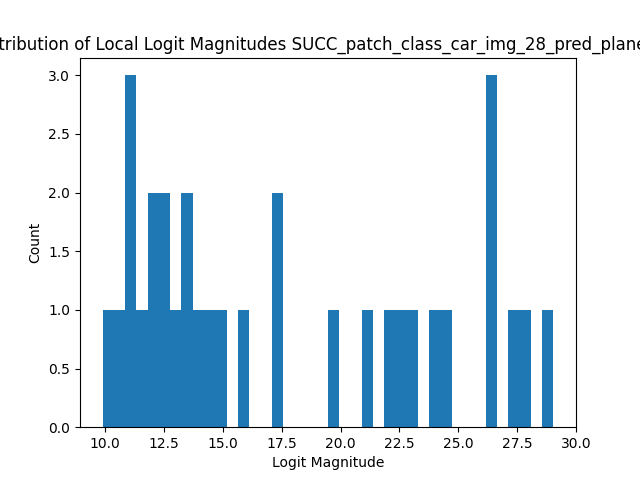 tribution of Local Logit Magnitudes SUCC_patch_class_car_img_28_pred_plane
3.0
2.5
2.0
1.5
1.0
0.5
0.0
Count
10.0 12.5 15.0 17.5 20.0 22.5 25.0 27.5 30.0
Logit Magnitude